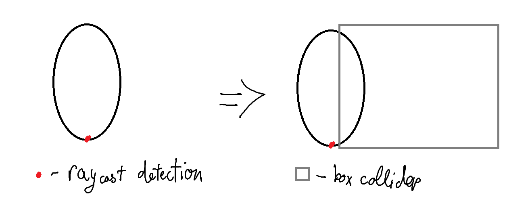 - raycast detection
- box collider